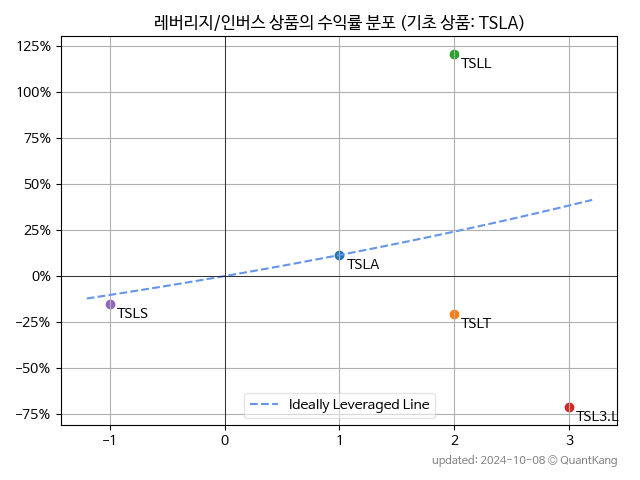 레버리지/인버스 상품의 수익률 분포 (기초 상품: TSLA)
125%
100%
75%
50%
25%
0%
−25%
−50%
−75%
TSLL
TSLA
TSLS
TSLT
TSL3.L
Ideally Leveraged Line
−1
0
1
2
3
updated: 2024-10-08 © QuantKang